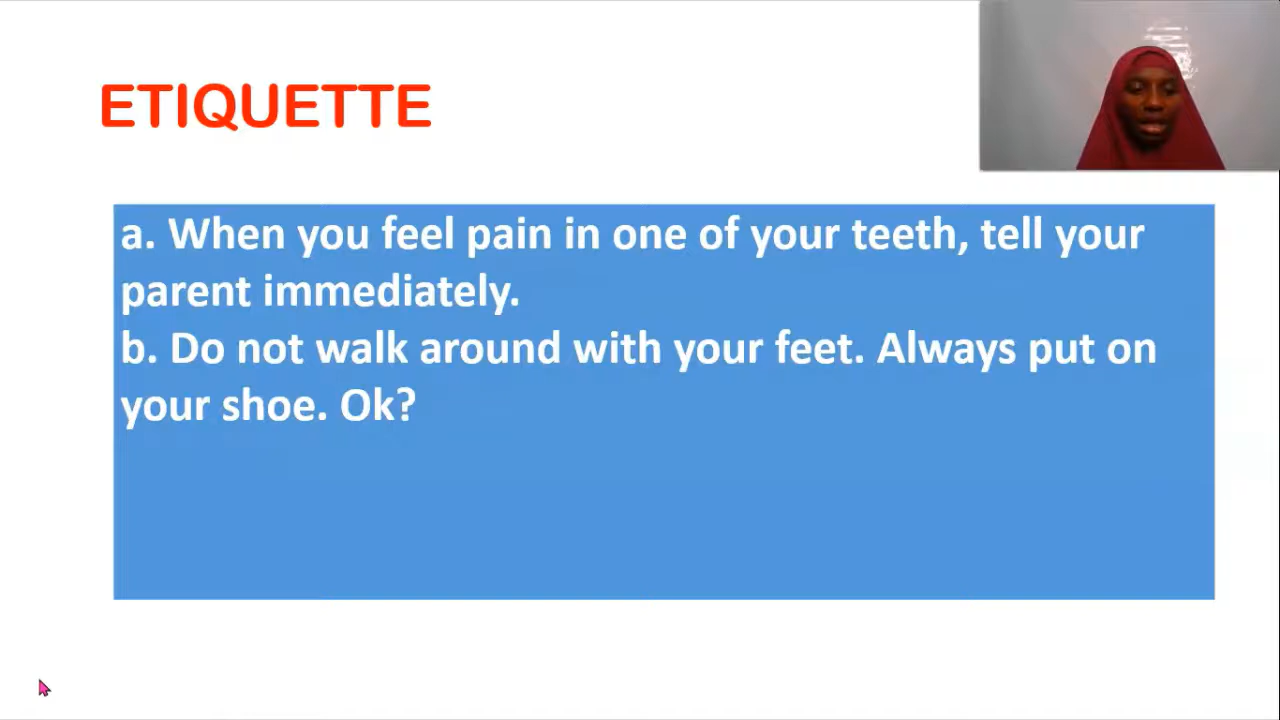 ETIQUETTE
a. When you feel pain in one of your teeth, tell your
parent immediately.
b. Do not walk around with your feet. Always put on
your shoe. Ok?